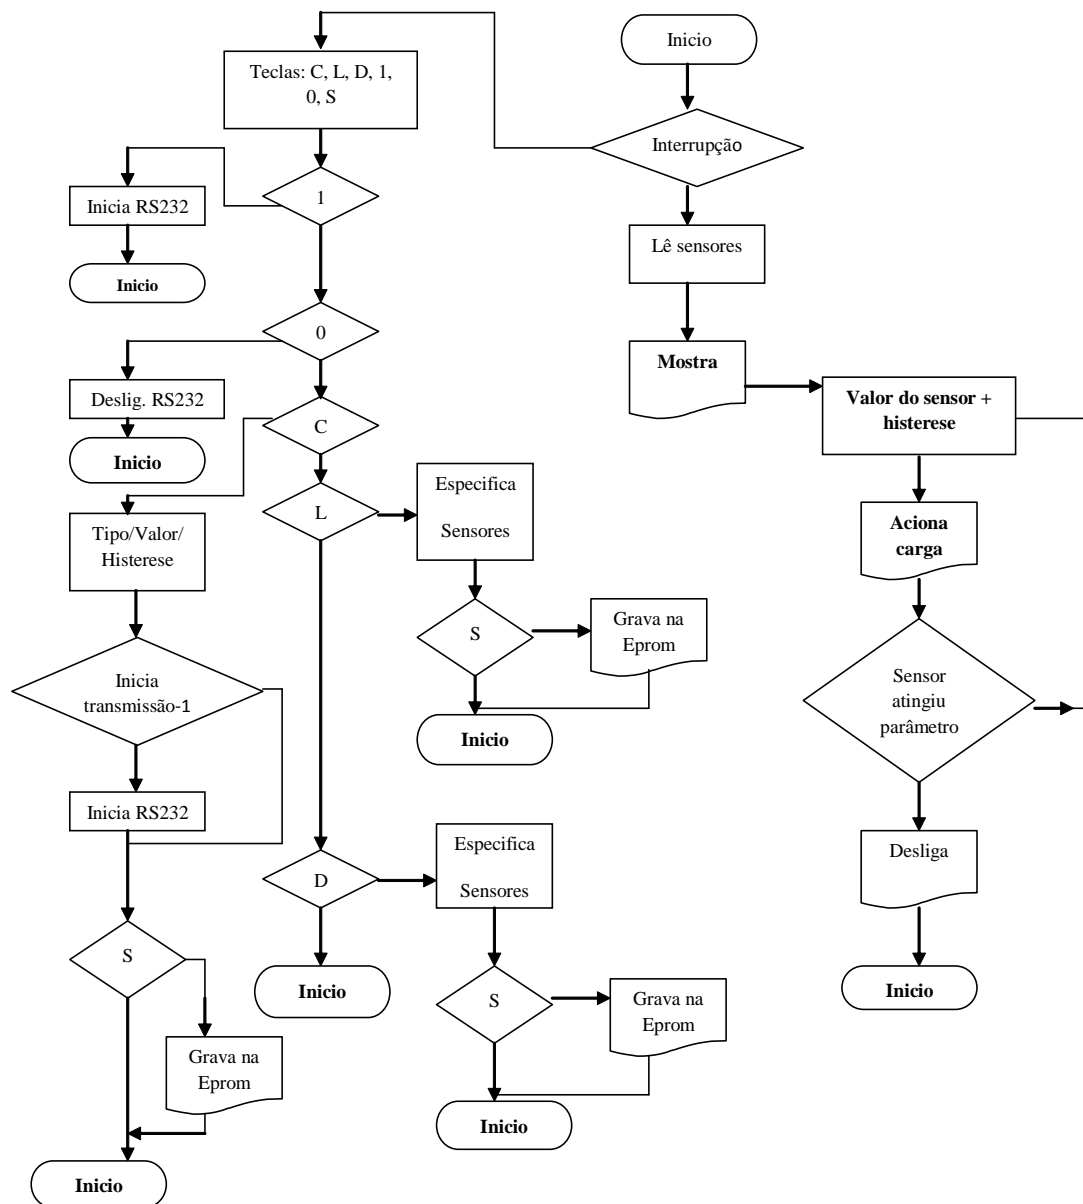 Inicio
Teclas: C, L, D, 1,
0, S
Interrupção
1
Inicia RS232
Inicio
Lê sensores
0
Mostra
Deslig. RS232
Valor do sensor +
histerese
C
Inicio
L
Especifica
Sensores
Tipo/Valor/
Histerese
Aciona
carga
S
Grava na
Eprom
Inicia
transmissão-1
Sensor
atingiu
parâmetro
Inicio
Inicia RS232
D
Especifica
Sensores
Desliga
S
Inicio
S
Grava na
Eprom
Inicio
Grava na
Eprom
Inicio
Inicio